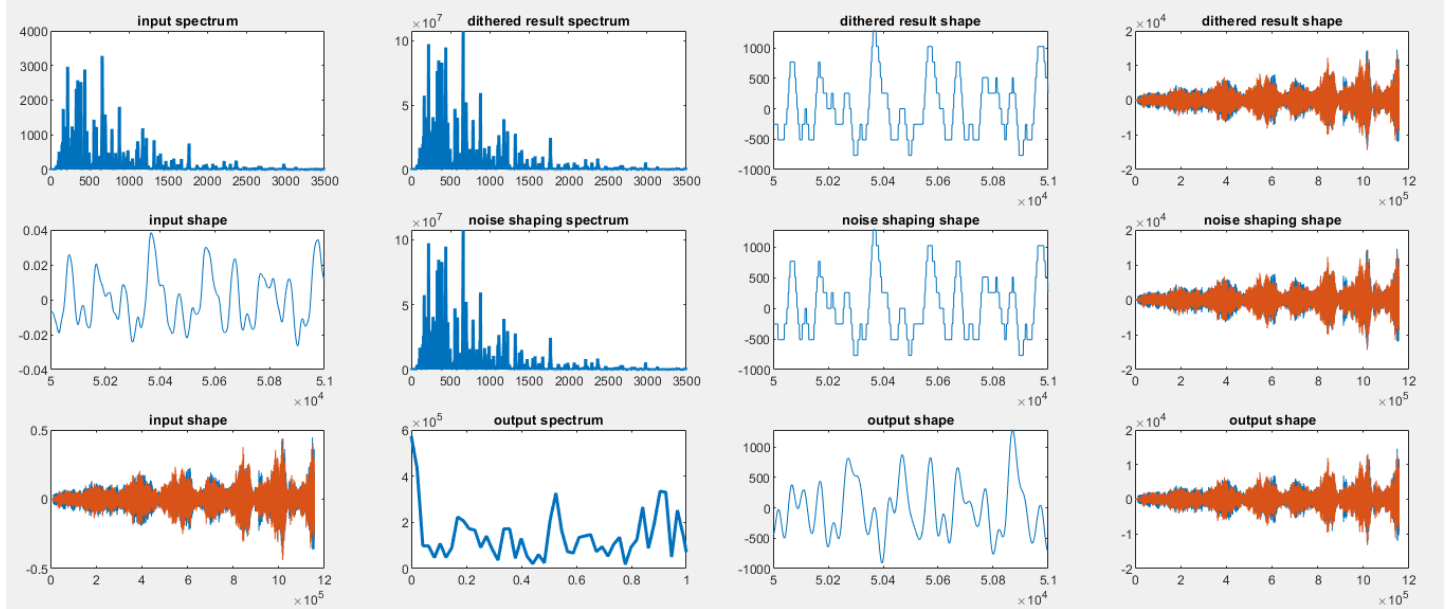 input spectrum
4000
3000
2000
1000
0
0 500 1000 1500 2000 2500 3000 3500
dithered result spectrum
×10^7
10
5
0
0 500 1000 1500 2000 2500 3000 3500
dithered result shape
1000
500
0
-500
-1000
5 5.02 5.04 5.06 5.08 5.1
×10^4
dithered result shape
×10^4
2
1
0
-1
-2
0 2 4 6 8 10 12
×10^5
input shape
0.04
0.02
0
-0.02
-0.04
5 5.02 5.04 5.06 5.08 5.1
×10^4
noise shaping spectrum
×10^7
10
5
0
0 500 1000 1500 2000 2500 3000 3500
noise shaping shape
1000
500
0
-500
-1000
5 5.02 5.04 5.06 5.08 5.1
×10^4
noise shaping shape
×10^4
2
1
0
-1
-2
0 2 4 6 8 10 12
×10^5
input shape
0.5
0
-0.5
0 2 4 6 8 10 12
×10^5
output spectrum
×10^5
6
4
2
0
0 0.2 0.4 0.6 0.8 1
output shape
1000
500
0
-500
-1000
5 5.02 5.04 5.06 5.08 5.1
×10^4
output shape
×10^4
2
1
0
-1
-2
0 2 4 6 8 10 12
×10^5